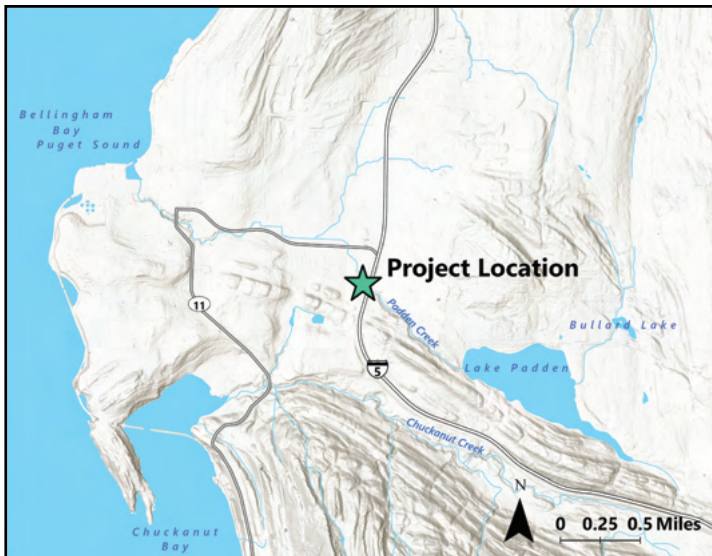 Bellingham
Bay
Puget Sound
Project Location
11
Padden Creek
Bullard Lake
5
Lake Padden
Chuckanut Creek
N
Chuckanut
Bay
0 0.25 0.5 Miles